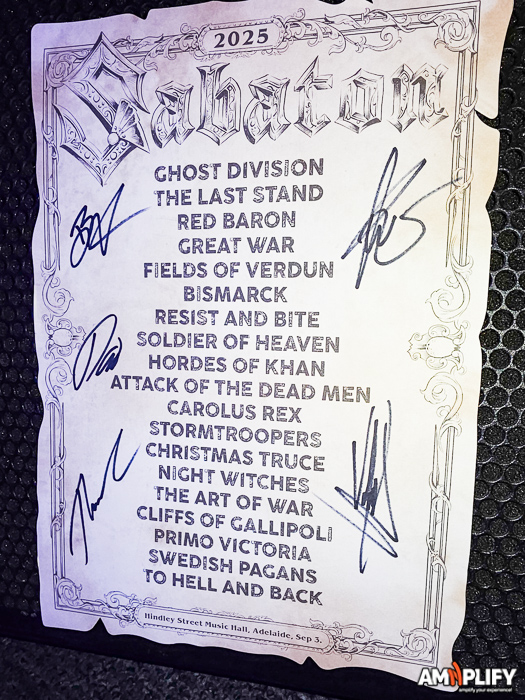 2025
Sabaton
GHOST DIVISION
THE LAST STAND
RED BARON
GREAT WAR
FIELDS OF VERDUN
BISMARCK
RESIST AND BITE
SOLDIER OF HEAVEN
HORDES OF KHAN
ATTACK OF THE DEAD MEN
CAROLUS REX
STORMTROOPERS
CHRISTMAS TRUCE
NIGHT WITCHES
THE ART OF WAR
CLIFFS OF GALLIPOLI
PRIMO VICTORIA
SWEDISH PAGANS
TO HELL AND BACK
Hindley Street Music Hall, Adelaide, Sep 3.
AMNPLIFY
amplify your experience!